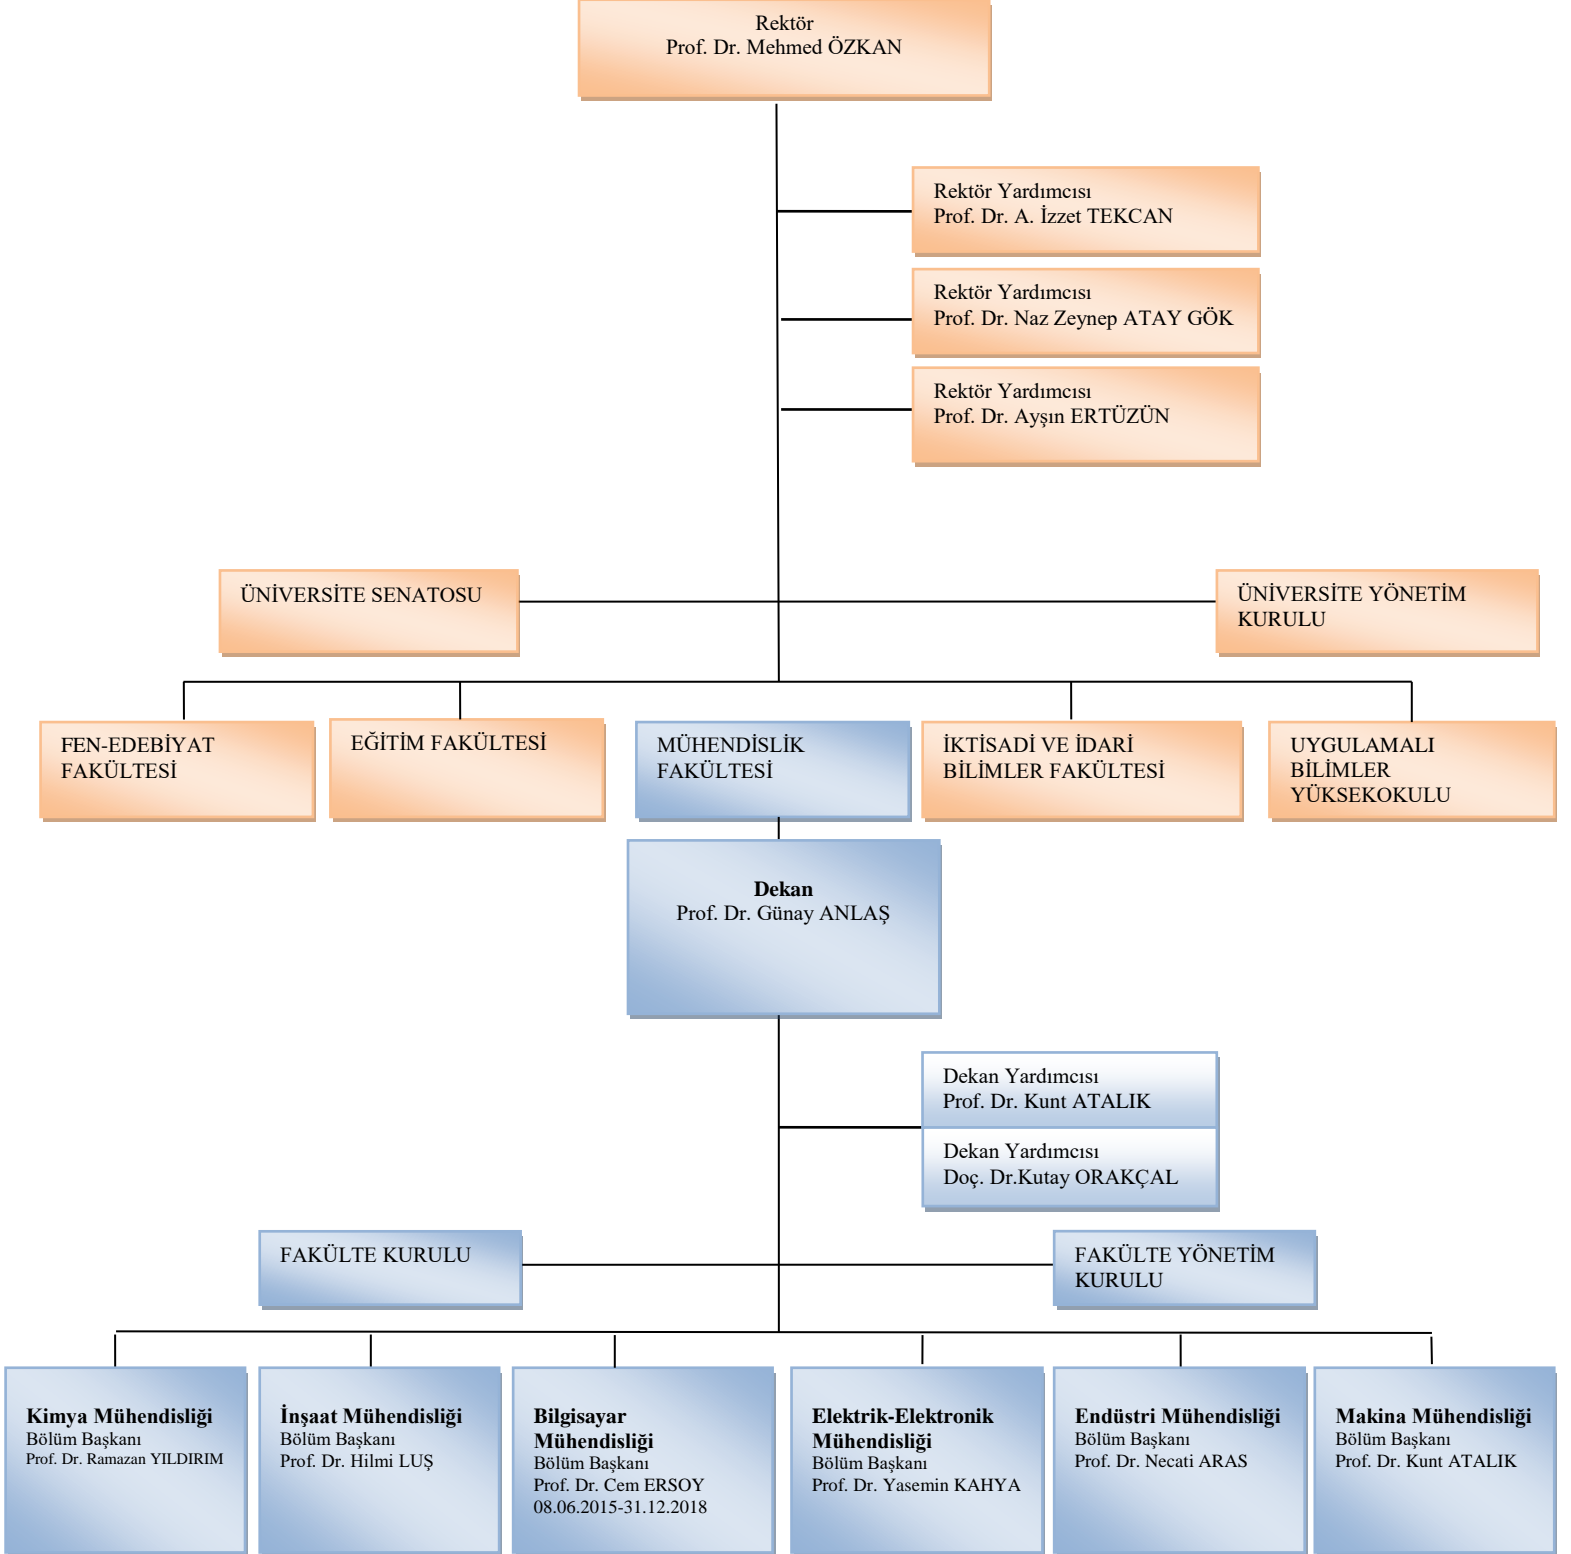 Rektör
Prof. Dr. Mehmed ÖZKAN
Rektör Yardımcısı
Prof. Dr. A. İzzet TEKCAN
Rektör Yardımcısı
Prof. Dr. Naz Zeynep ATAY GÖK
Rektör Yardımcısı
Prof. Dr. Ayşın ERTÜZÜN
ÜNİVERSİTE SENATOSU
ÜNİVERSİTE YÖNETİM
KURULU
FEN-EDEBİYAT
FAKÜLTESİ
EĞİTİM FAKÜLTESİ
MÜHENDİSLİK
FAKÜLTESİ
İKTİSADİ VE İDARİ
BİLİMLER FAKÜLTESİ
UYGULAMALI
BİLİMLER
YÜKSEKOKULU
Dekan
Prof. Dr. Günay ANLAŞ
Dekan Yardımcısı
Prof. Dr. Kunt ATALIK
Dekan Yardımcısı
Doç. Dr.Kutay ORAKÇAL
FAKÜLTE KURULU
FAKÜLTE YÖNETİM
KURULU
Kimya Mühendisliği
Bölüm Başkanı
Prof. Dr. Ramazan YILDIRIM
İnşaat Mühendisliği
Bölüm Başkanı
Prof. Dr. Hilmi LUŞ
Bilgisayar
Mühendisliği
Bölüm Başkanı
Prof. Dr. Cem ERSOY
08.06.2015-31.12.2018
Elektrik-Elektronik
Mühendisliği
Bölüm Başkanı
Prof. Dr. Yasemin KAHYA
Endüstri Mühendisliği
Bölüm Başkanı
Prof. Dr. Necati ARAS
Makina Mühendisliği
Bölüm Başkanı
Prof. Dr. Kunt ATALIK